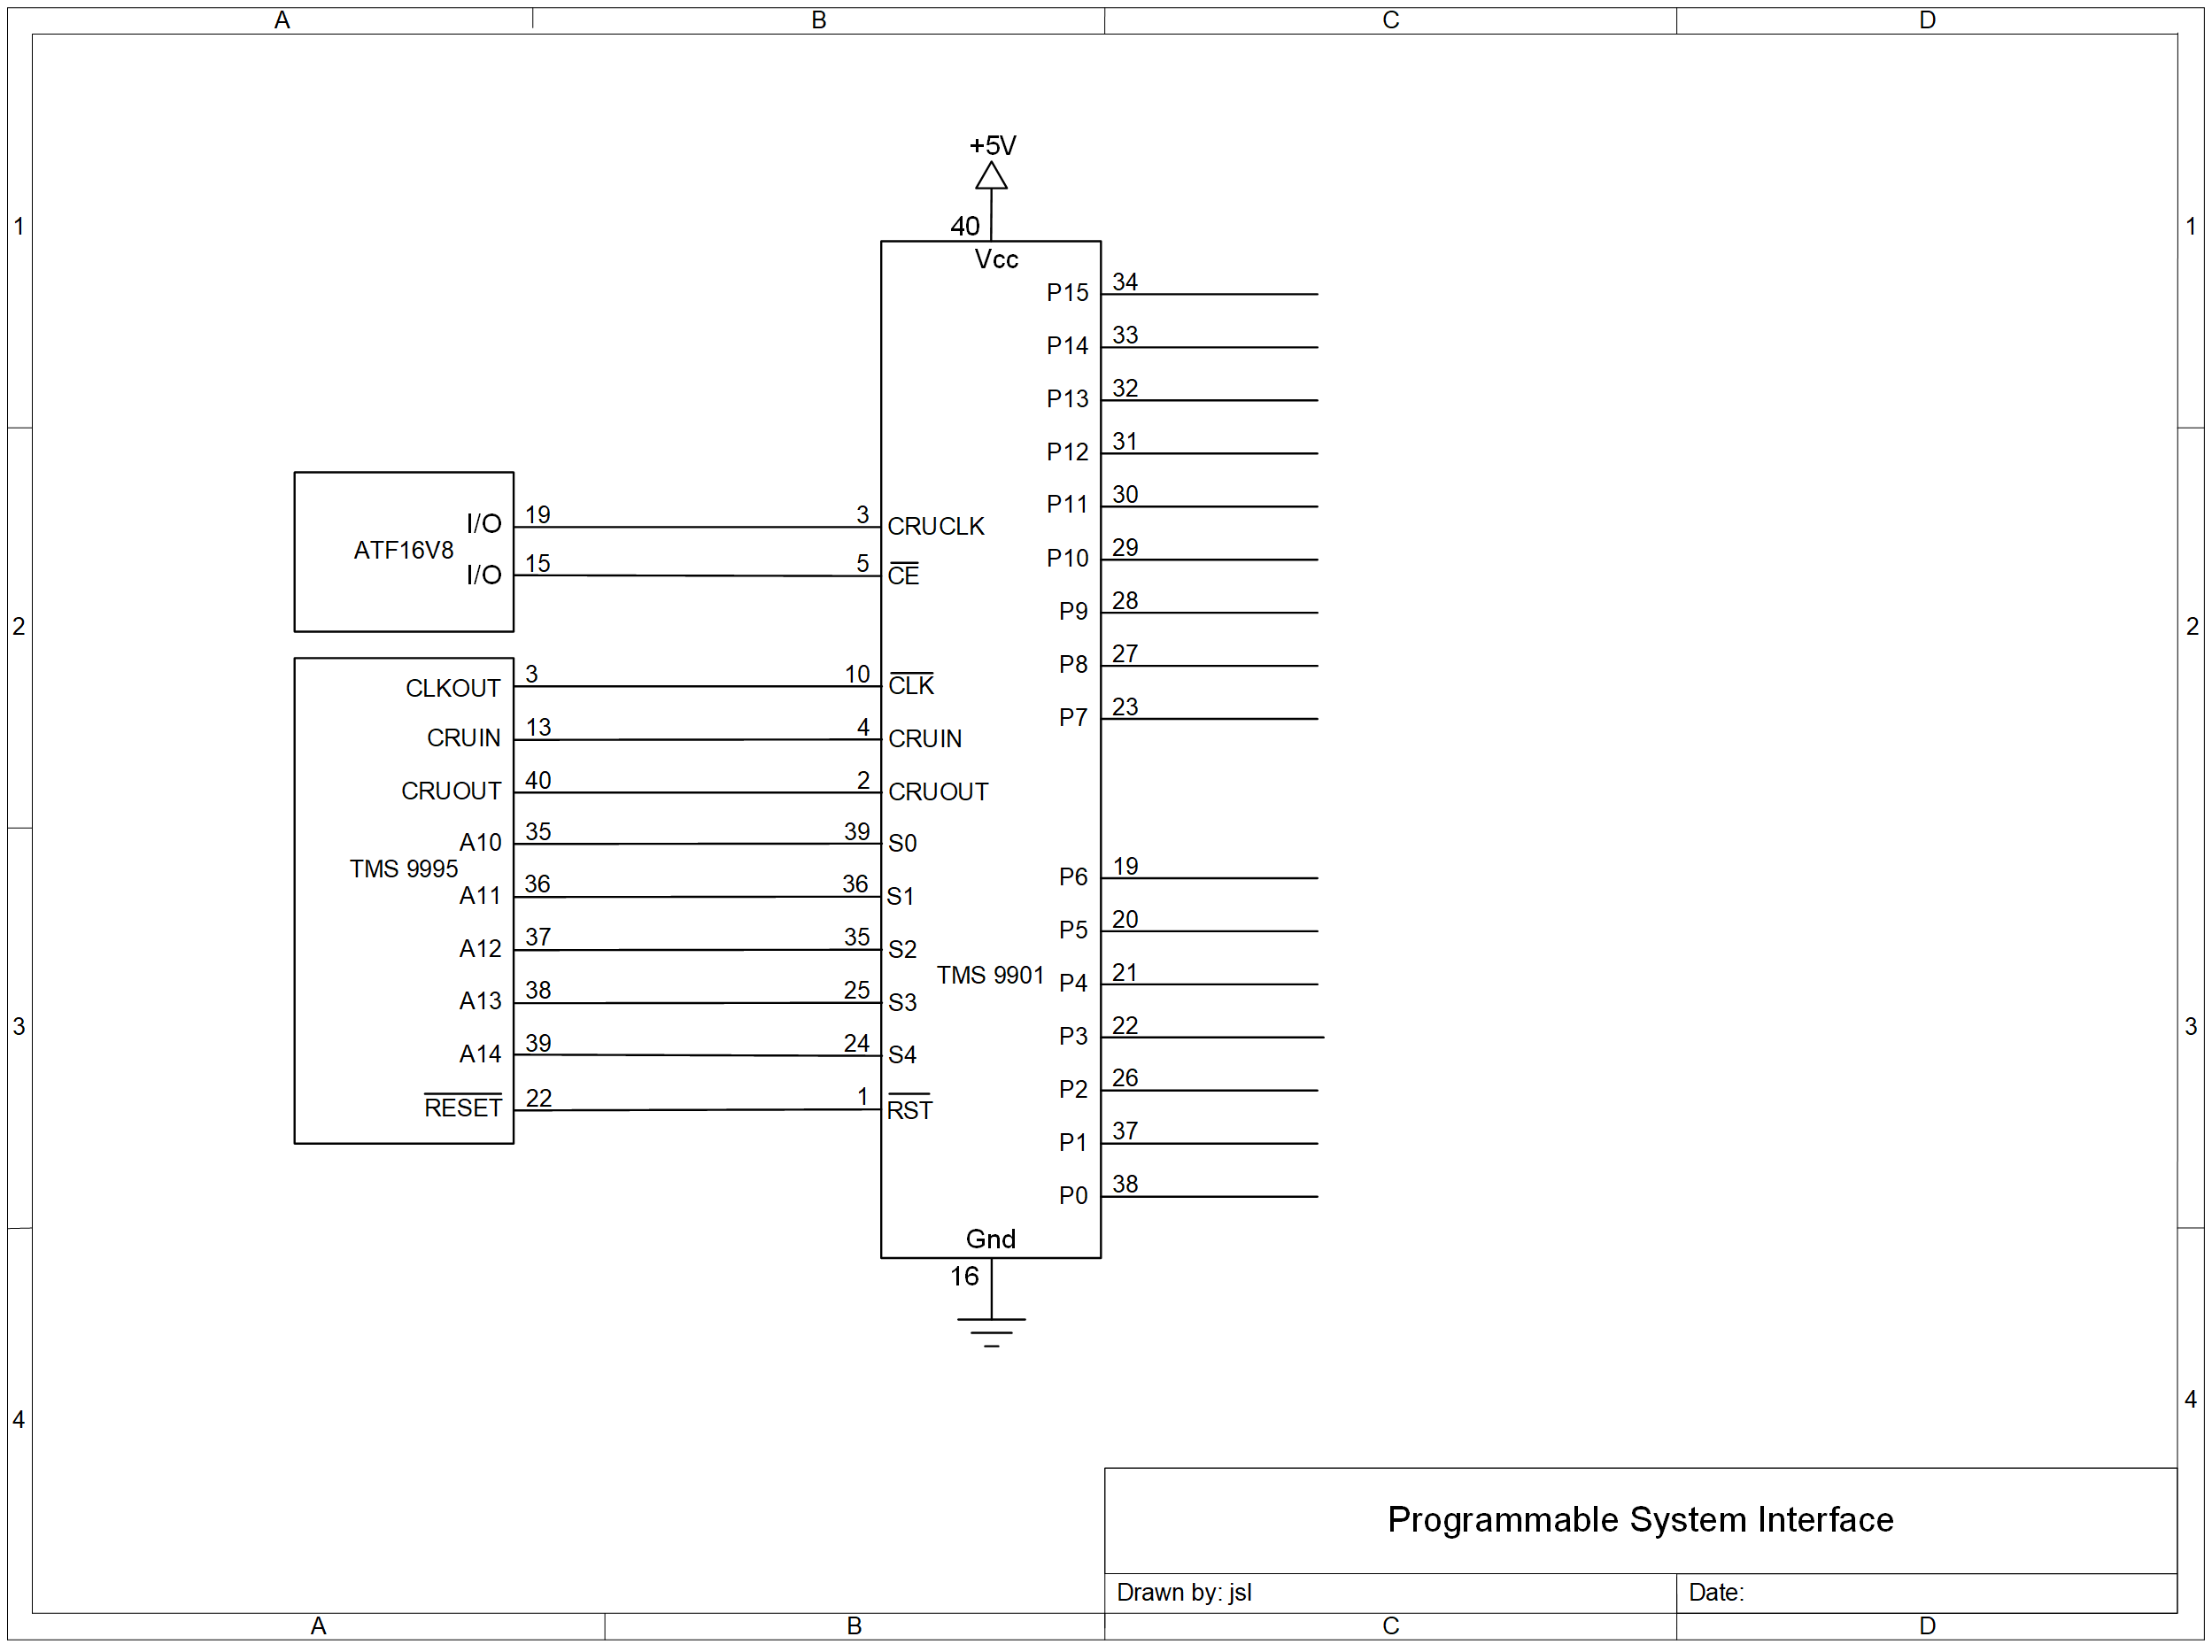 A B C D
+5V
1 40 1
Vcc
P15 34
P14 33
P13 32
P12 31
P11 30
I/O 19 3 CRUCLK
ATF16V8
P10 29
I/O 15 5 CE
P9 28
2 2
P8 27
CLKOUT 3 10 CLK
P7 23
CRUIN 13 4 CRUIN
CRUOUT 40 2 CRUOUT
A10 35 39 S0
TMS 9995
P6 19
A11 36 36 S1
P5 20
A12 37 35 S2
TMS 9901
P4 21
A13 38 25 S3
3 P3 22 3
A14 39 24 S4
P2 26
RESET 22 1 RST
P1 37
P0 38
Gnd
16
4 4
Programmable System Interface
Drawn by: jsl Date:
A B C D